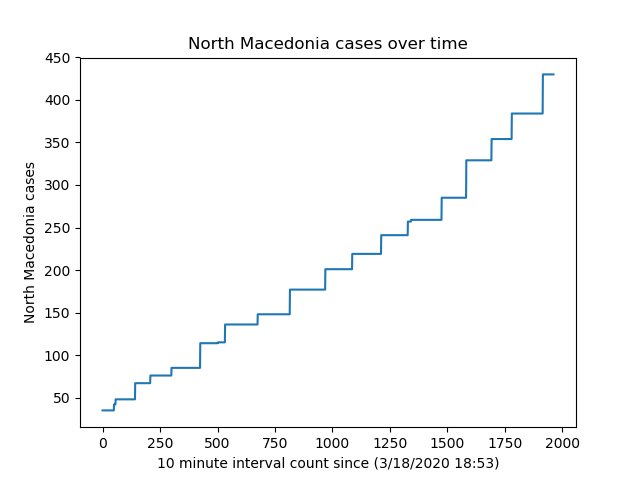 North Macedonia cases over time
450
400
350
300
250
200
150
100
50
North Macedonia cases
0 250 500 750 1000 1250 1500 1750 2000
10 minute interval count since (3/18/2020 18:53)